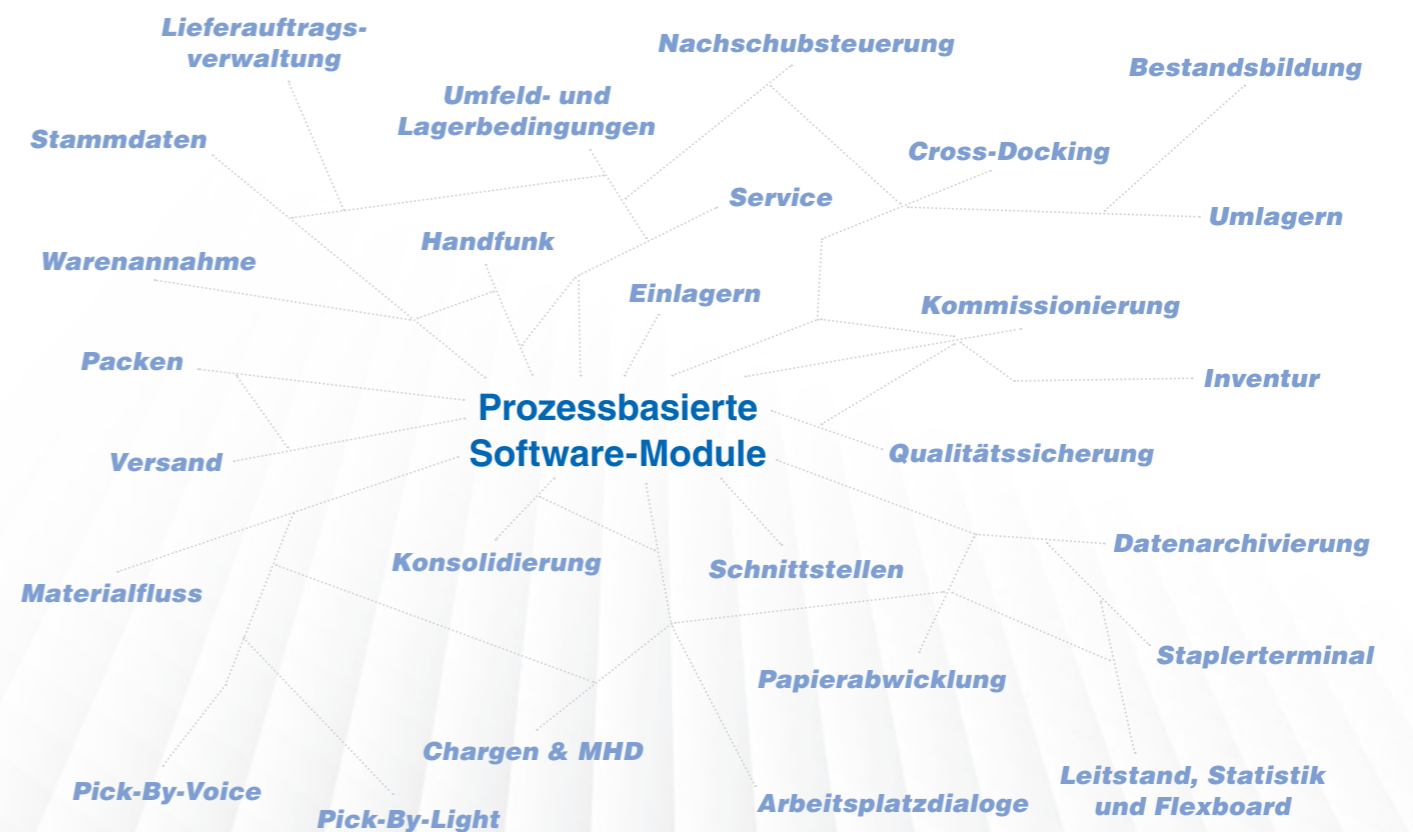 Lieferauftrags-
verwaltung
Nachschubsteuerung
Bestandsbildung
Umfeld- und
Lagerbedingungen
Stammdaten
Cross-Docking
Service
Umlagern
Handfunk
Warenannahme
Einlagern
Kommissionierung
Packen
Inventur
Prozessbasierte
Software-Module
Versand
Qualitätssicherung
Datenarchivierung
Konsolidierung
Schnittstellen
Materialfluss
Staplerterminal
Papierabwicklung
Chargen & MHD
Leitstand, Statistik
und Flexboard
Pick-By-Voice
Arbeitsplatzdialoge
Pick-By-Light